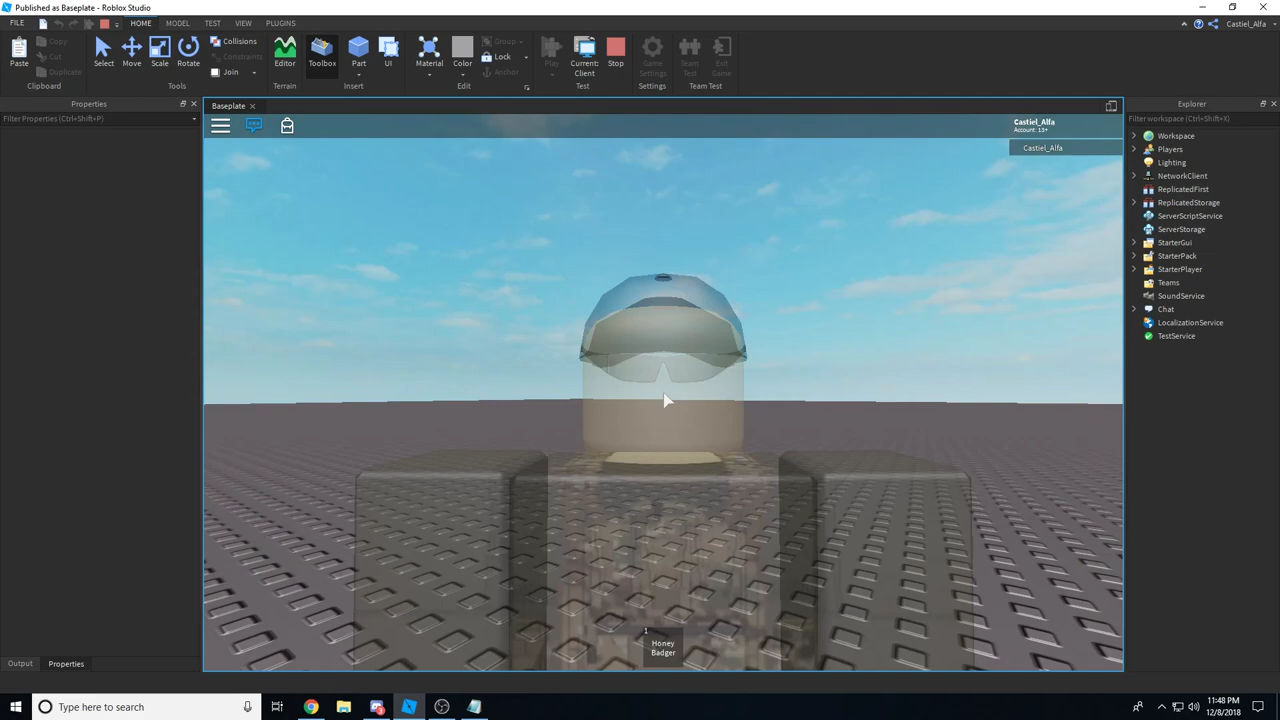 Published as Baseplate - Roblox Studio
FILE
HOME
MODEL
TEST
VIEW
PLUGINS
Castiel_Alfa
Paste
Copy
Cut
Duplicate
Clipboard
Select
Move
Scale
Rotate
Collisions
Constraints
Join
Tools
Editor
Terrain
Toolbox
Part
UI
Insert
Material
Color
Group
Lock
Anchor
Edit
Play
Current:
Client
Stop
Test
Game
Settings
Settings
Team
Test
Exit
Game
Team Test
Properties
Filter Properties (Ctrl+Shift+P)
Baseplate
Castiel_Alfa
Account: 13+
Castiel_Alfa
1
Honey
Badger
Explorer
Filter workspace (Ctrl+Shift+X)
Workspace
Players
Lighting
NetworkClient
ReplicatedFirst
ReplicatedStorage
ServerScriptService
ServerStorage
StarterGui
StarterPack
StarterPlayer
Teams
SoundService
Chat
LocalizationService
TestService
Output
Properties
Type here to search
11:48 PM
12/8/2018